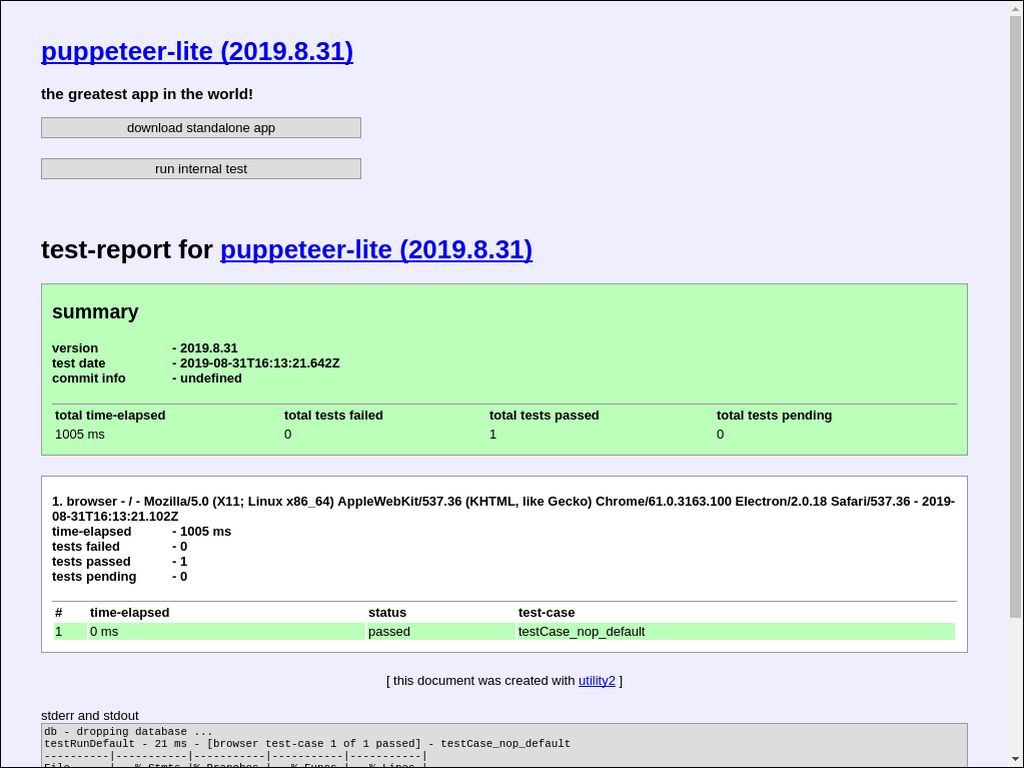 puppeteer-lite (2019.8.31)
the greatest app in the world!
download standalone app
run internal test
test-report for puppeteer-lite (2019.8.31)
summary
version - 2019.8.31
test date - 2019-08-31T16:13:21.642Z
commit info - undefined
total time-elapsed total tests failed total tests passed total tests pending
1005 ms 0 1 0
1. browser - / - Mozilla/5.0 (X11; Linux x86_64) AppleWebKit/537.36 (KHTML, like Gecko) Chrome/61.0.3163.100 Electron/2.0.18 Safari/537.36 - 2019-
08-31T16:13:21.102Z
time-elapsed - 1005 ms
tests failed - 0
tests passed - 1
tests pending - 0
# time-elapsed status test-case
1 0 ms passed testCase_nop_default
[ this document was created with utility2 ]
stderr and stdout
db - dropping database ...
testRunDefault - 21 ms - [browser test-case 1 of 1 passed] - testCase_nop_default
----------|-----------|-----------|-----------|-----------|
File | % Stmts |% Branches | % Funcs | % Lines |